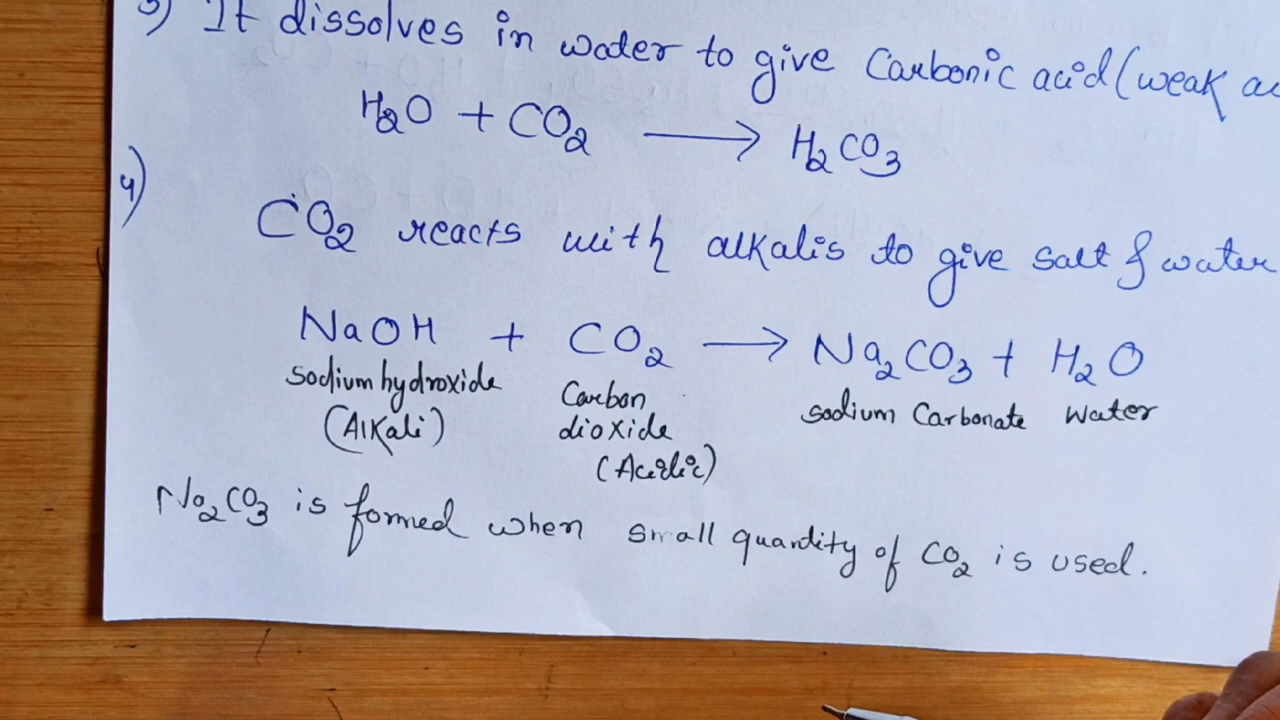 3) It dissolves in water to give Carbonic acid (weak
H₂O + CO₂ ⟶ H₂CO₃
4)
CO₂ reacts with alkalis to give salt & water
NaOH + CO₂ ⟶ Na₂CO₃ + H₂O
sodium hydroxide Carbon dioxide sodium Carbonate Water
(Alkali) (Acidic)
Na₂CO₃ is formed when small quantity of CO₂ is used.